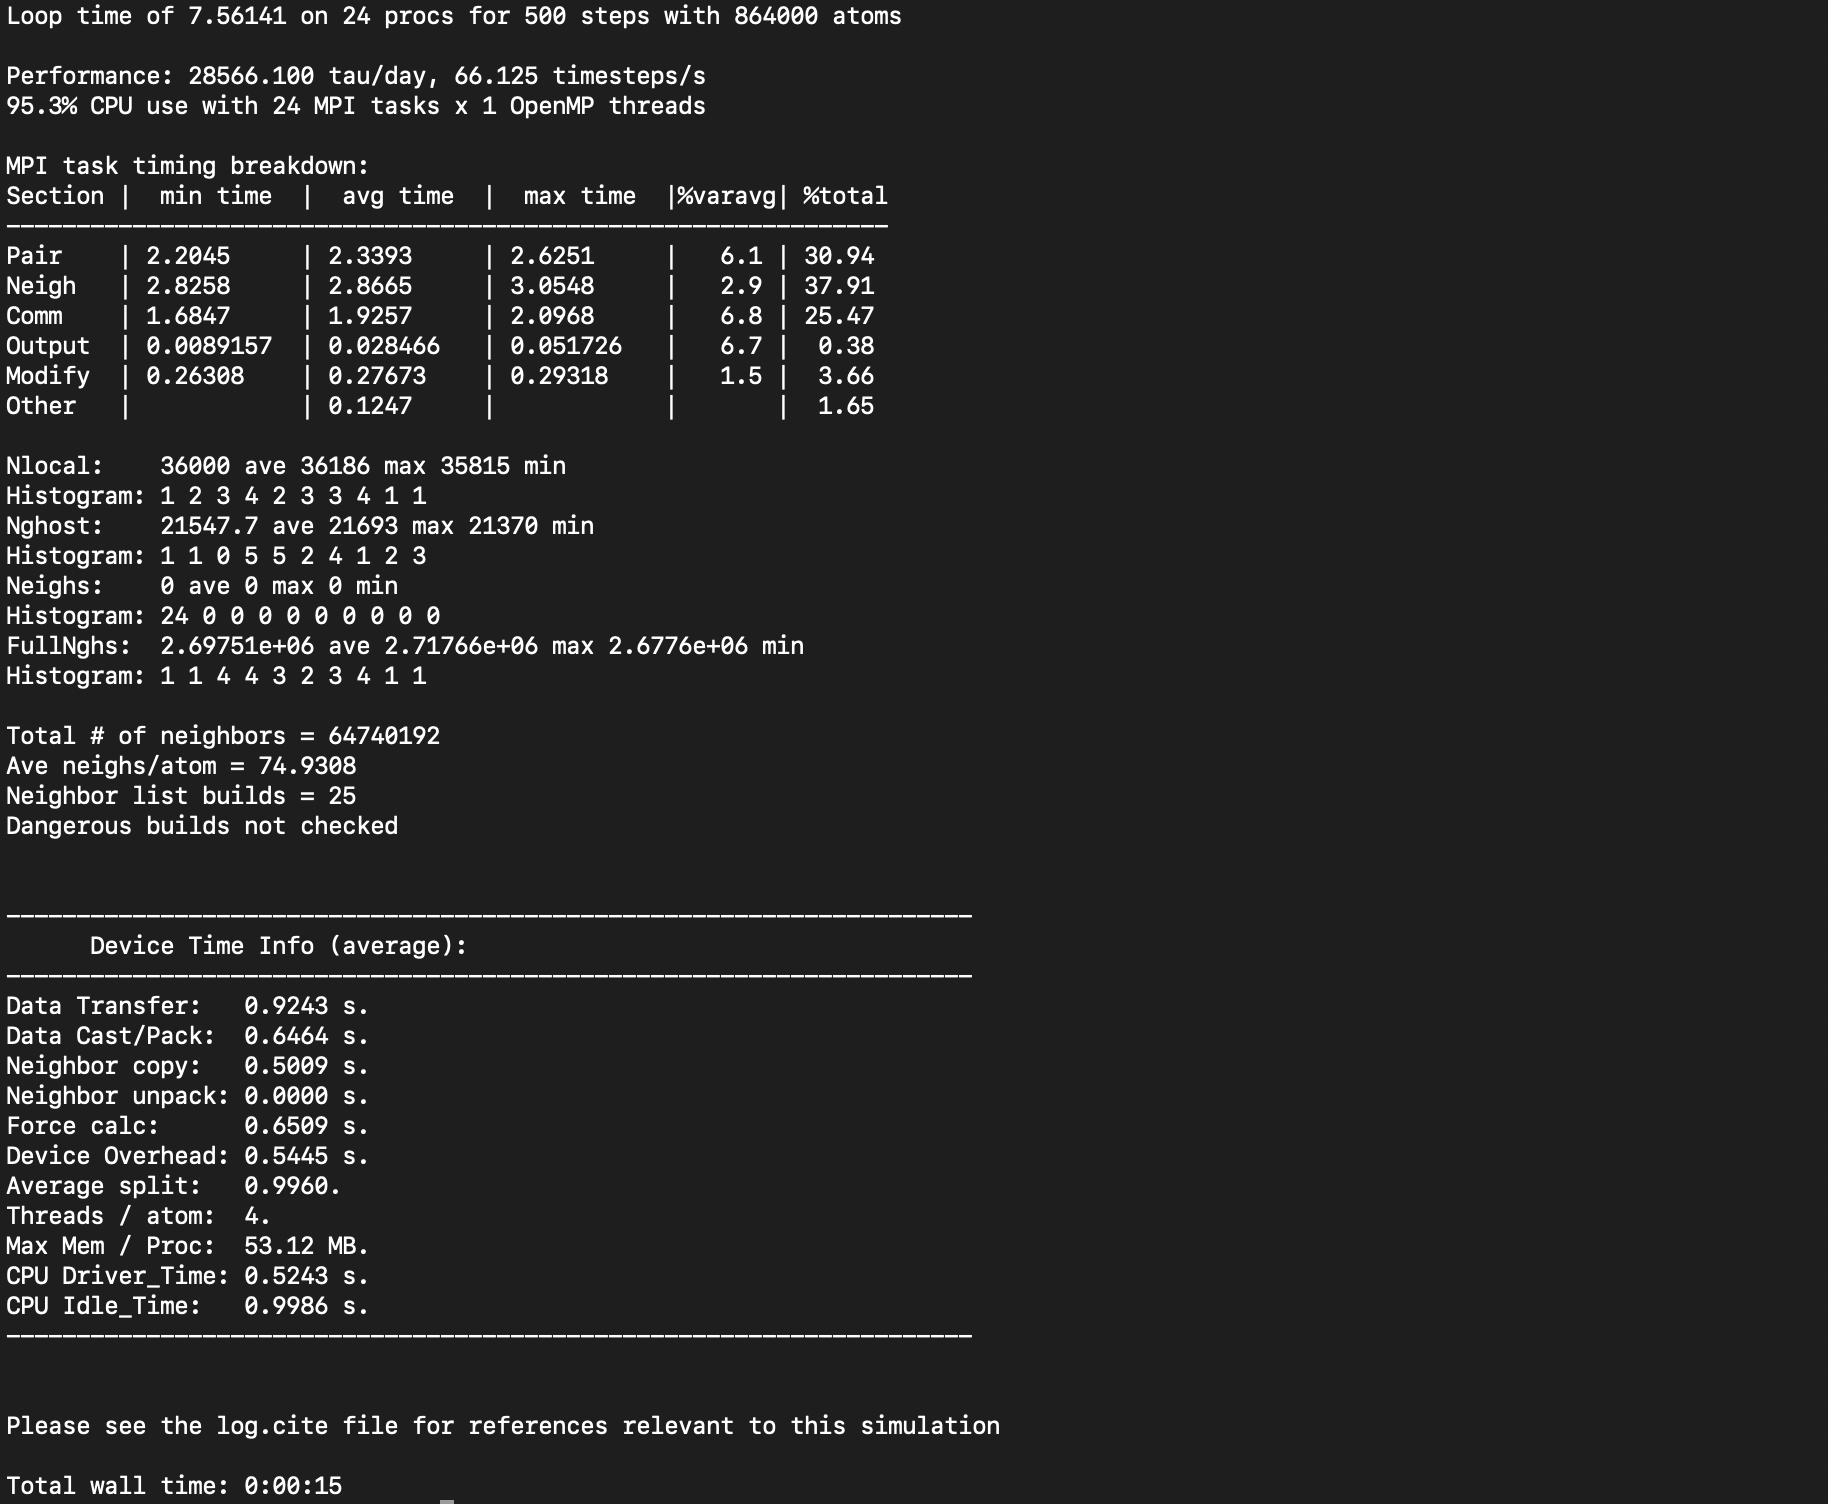 Loop time of 7.56141 on 24 procs for 500 steps with 864000 atoms

Performance: 28566.100 tau/day, 66.125 timesteps/s
95.3% CPU use with 24 MPI tasks x 1 OpenMP threads

MPI task timing breakdown:
Section |  min time  |  avg time  |  max time  |%varavg| %total
---------------------------------------------------------------
Pair    | 2.2045     | 2.3393     | 2.6251     |   6.1 | 30.94
Neigh   | 2.8258     | 2.8665     | 3.0548     |   2.9 | 37.91
Comm    | 1.6847     | 1.9257     | 2.0968     |   6.8 | 25.47
Output  | 0.0089157  | 0.028466   | 0.051726   |   6.7 |  0.38
Modify  | 0.26308    | 0.27673    | 0.29318    |   1.5 |  3.66
Other   |            | 0.1247     |            |       |  1.65

Nlocal:    36000 ave 36186 max 35815 min
Histogram: 1 2 3 4 2 3 3 4 1 1
Nghost:    21547.7 ave 21693 max 21370 min
Histogram: 1 1 0 5 5 2 4 1 2 3
Neighs:    0 ave 0 max 0 min
Histogram: 24 0 0 0 0 0 0 0 0 0
FullNghs:  2.69751e+06 ave 2.71766e+06 max 2.6776e+06 min
Histogram: 1 1 4 4 3 2 3 4 1 1

Total # of neighbors = 64740192
Ave neighs/atom = 74.9308
Neighbor list builds = 25
Dangerous builds not checked

---------------------------------------------------------------------
      Device Time Info (average):
---------------------------------------------------------------------
Data Transfer:   0.9243 s.
Data Cast/Pack:  0.6464 s.
Neighbor copy:   0.5009 s.
Neighbor unpack: 0.0000 s.
Force calc:      0.6509 s.
Device Overhead: 0.5445 s.
Average split:   0.9960.
Threads / atom:  4.
Max Mem / Proc:  53.12 MB.
CPU Driver_Time: 0.5243 s.
CPU Idle_Time:   0.9986 s.
---------------------------------------------------------------------

Please see the log.cite file for references relevant to this simulation

Total wall time: 0:00:15